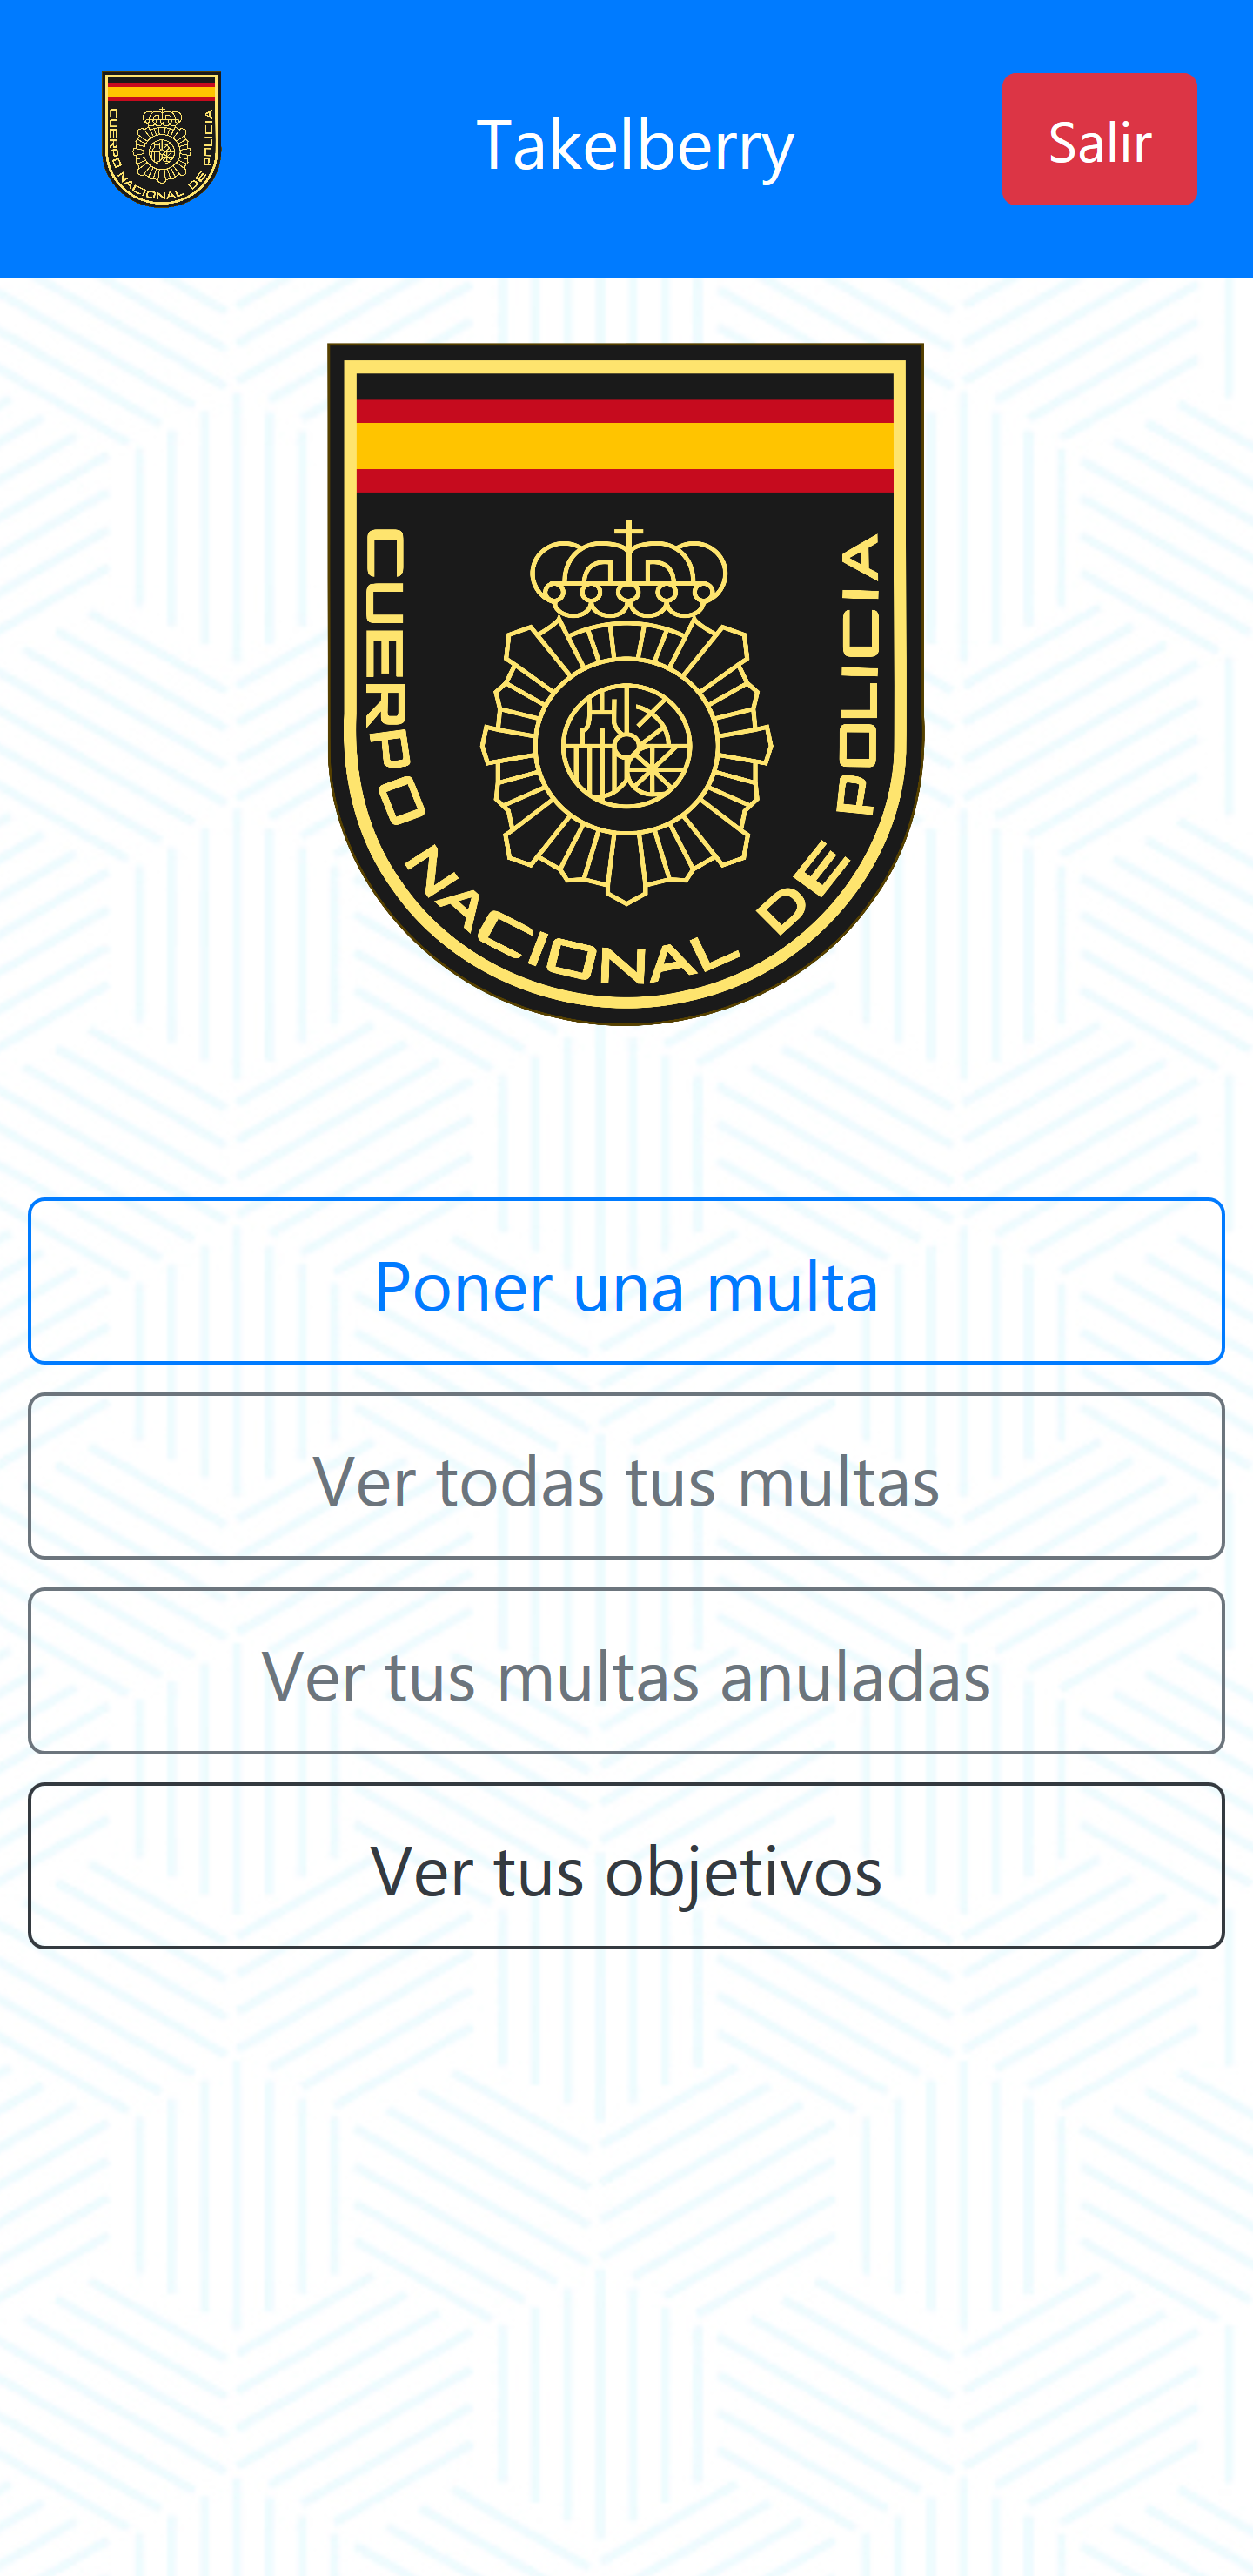 CUERPO NACIONAL DE POLICIA
Takelberry
Salir
CUERPO NACIONAL DE POLICIA
Poner una multa
Ver todas tus multas
Ver tus multas anuladas
Ver tus objetivos